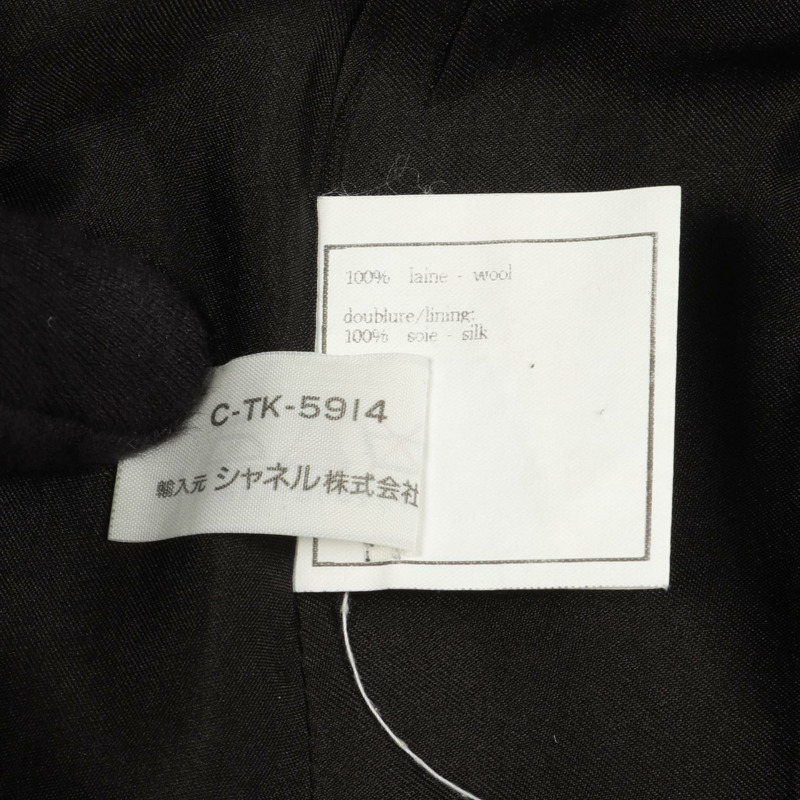 100% laine - wool
doublure/lining:
100% soie - silk
C-TK-5914
輸入元 シャネル株式会社